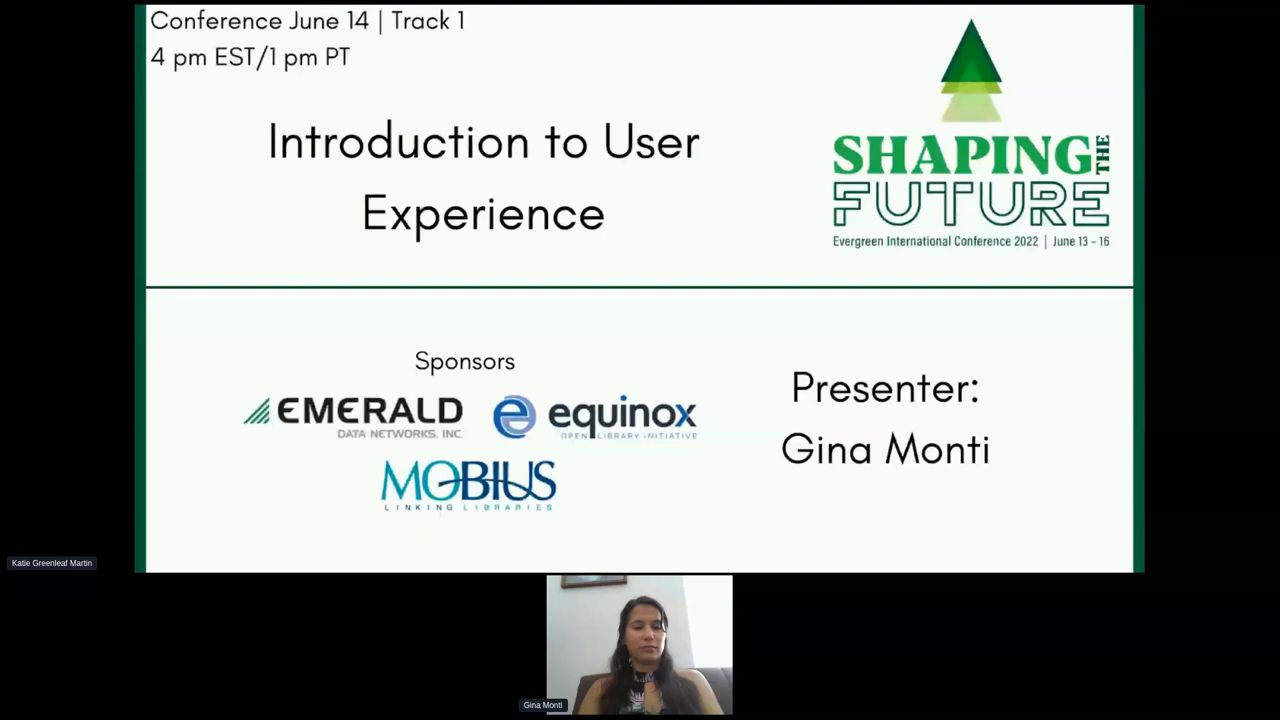 Conference June 14 | Track 1
4 pm EST/1 pm PT
Introduction to User
Experience
SHAPING THE
FUTURE
Evergreen International Conference 2022 | June 13 - 16
Sponsors
EMERALD
DATA NETWORKS, INC.
equinox
OPEN LIBRARY INITIATIVE
MOBIUS
LINKING LIBRARIES
Presenter:
Gina Monti
Katie Greenleaf Martin
Gina Monti